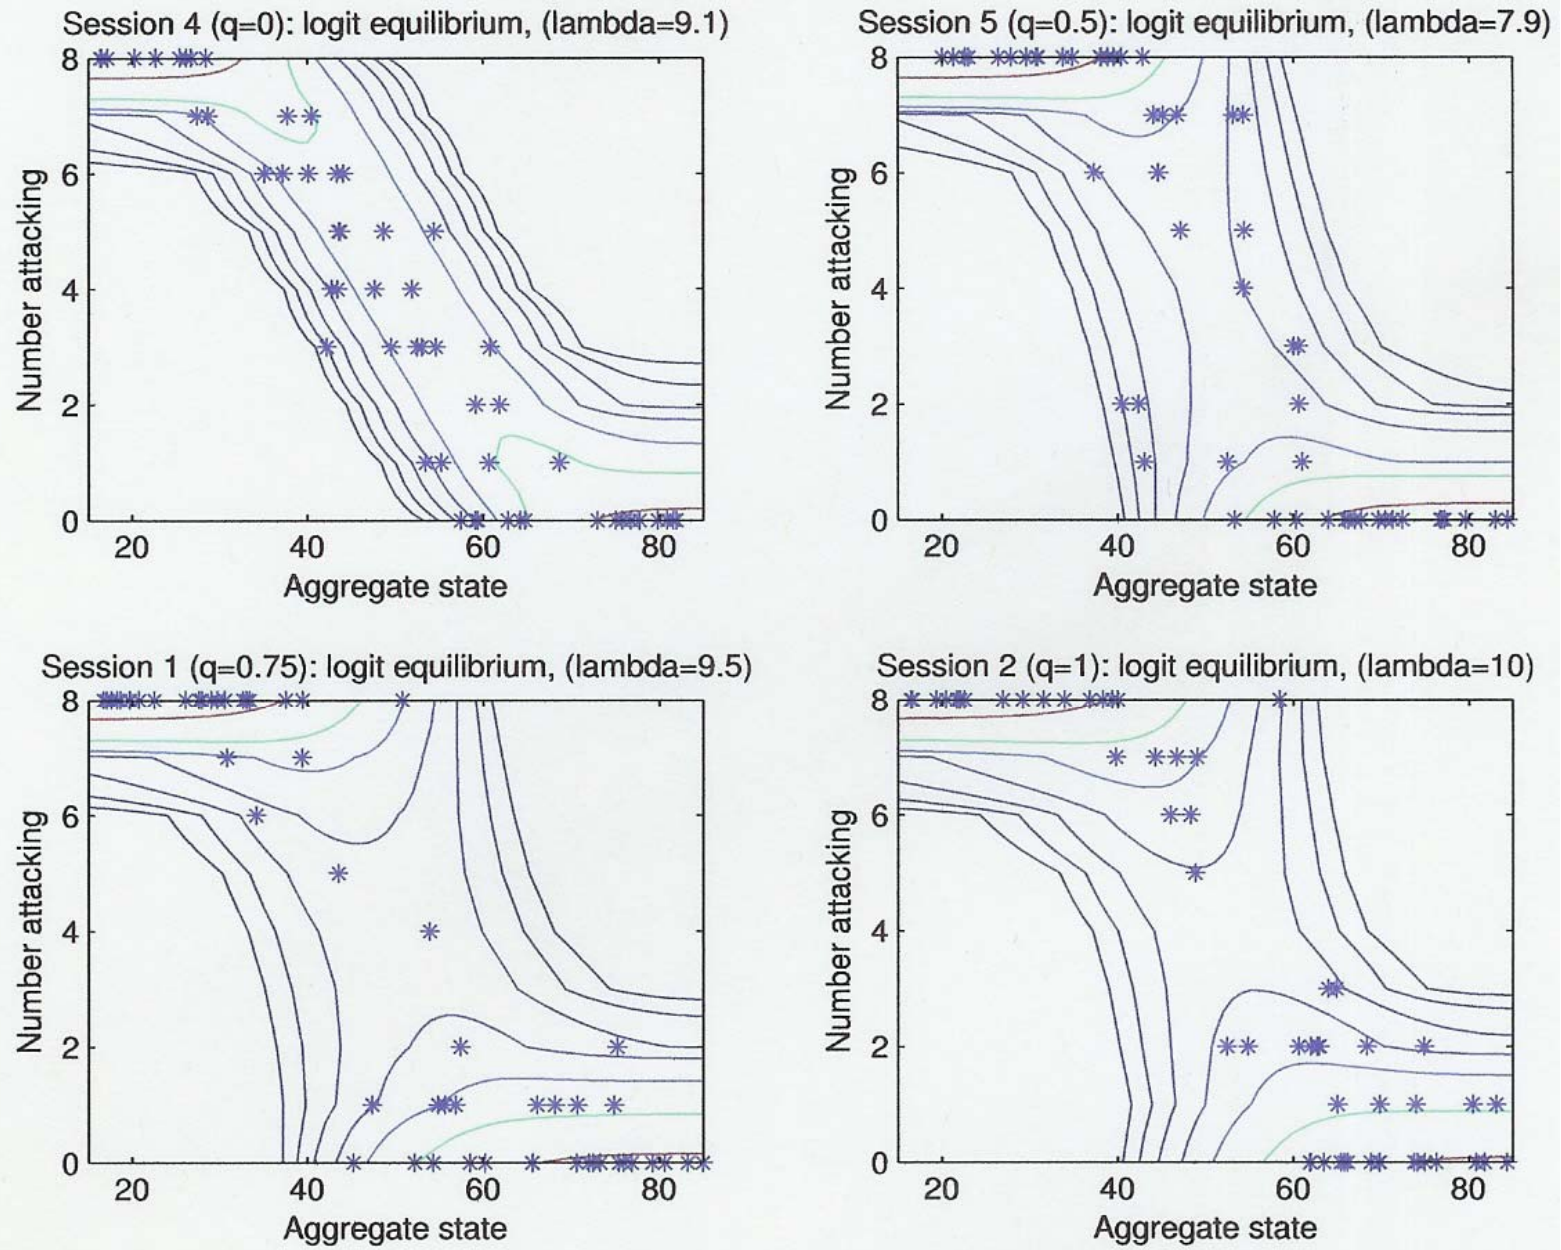 Session 4 (q=0): logit equilibrium, (lambda=9.1)
8
6
4
2
0
20 40 60 80
Number attacking
Aggregate state
Session 5 (q=0.5): logit equilibrium, (lambda=7.9)
8
6
4
2
0
20 40 60 80
Number attacking
Aggregate state
Session 1 (q=0.75): logit equilibrium, (lambda=9.5)
8
6
4
2
0
20 40 60 80
Number attacking
Aggregate state
Session 2 (q=1): logit equilibrium, (lambda=10)
8
6
4
2
0
20 40 60 80
Number attacking
Aggregate state